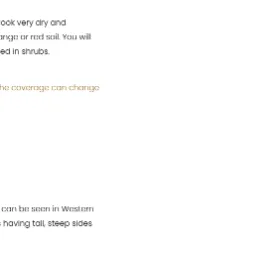 ook very dry and
ange or red soil. You will
ed in shrubs.
he coverage can change
can be seen in Western
having tall, steep sides